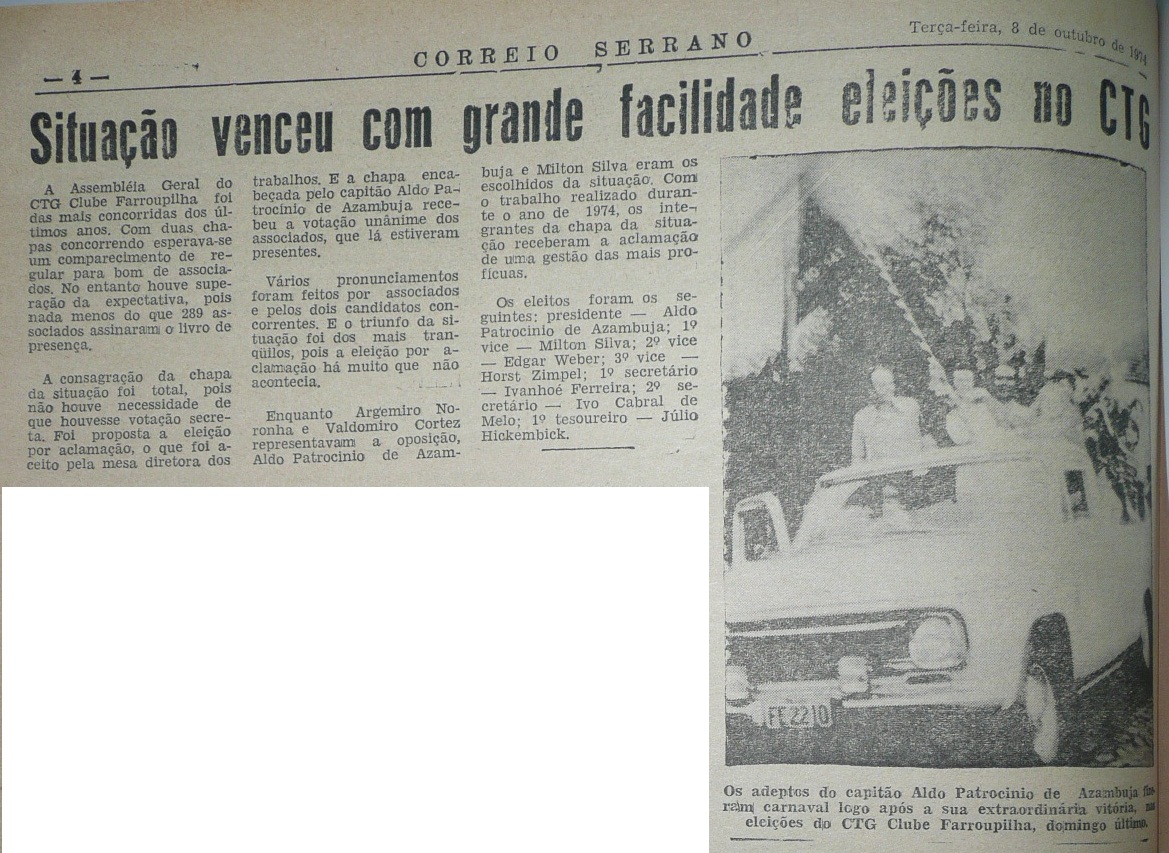 — 4 —
CORREIO SERRANO
Terça-feira, 8 de outubro de 1974
Situação venceu com grande facilidade eleições no CTG
A Assembléia Geral do
CTG Clube Farroupilha foi
das mais concorridas dos úl-
timos anos. Com duas cha-
pas concorrendo esperava-se
um comparecimento de re-
gular para bom de associa-
dos. No entanto houve supe-
ração da expectativa, pois
nada menos do que 289 as-
sociados assinaram o livro de
presença.
A consagração da chapa
da situação foi total, pois
não houve necessidade de
que houvesse votação secre-
ta. Foi proposta a eleição
por aclamação, o que foi a-
ceito pela mesa diretora dos
trabalhos. E a chapa enca-
beçada pelo capitão Aldo Pa-
trocínio de Azambuja rece-
beu a votação unânime dos
associados, que lá estiveram
presentes.
Vários pronunciamentos
foram feitos por associados
e pelos dois candidatos con-
correntes. E o triunfo da si-
tuação foi dos mais tran-
qüilos, pois a eleição por a-
clamação há muito que não
acontecia.
Enquanto Argemiro No-
ronha e Valdomiro Cortez
representavam a oposição,
Aldo Patrocinio de Azam-
buja e Milton Silva eram os
escolhidos da situação. Com
o trabalho realizado duran-
te o ano de 1974, os inte-
grantes da chapa da situa-
ção receberam a aclamação
de uma gestão das mais pro-
fícuas.
Os eleitos foram os se-
guintes: presidente — Aldo
Patrocinio de Azambuja; 1º
vice — Milton Silva; 2º vice
— Edgar Weber; 3º vice —
Horst Zimpel; 1º secretário
— Ivanhoé Ferreira; 2º se-
cretário — Ivo Cabral de
Melo; 1º tesoureiro — Júlio
Hickembick.
FE 2210
Os adeptos do capitão Aldo Patrocinio de Azambuja fize-
ram carnaval logo após a sua extraordinária vitória, nas
eleições do CTG Clube Farroupilha, domingo último.